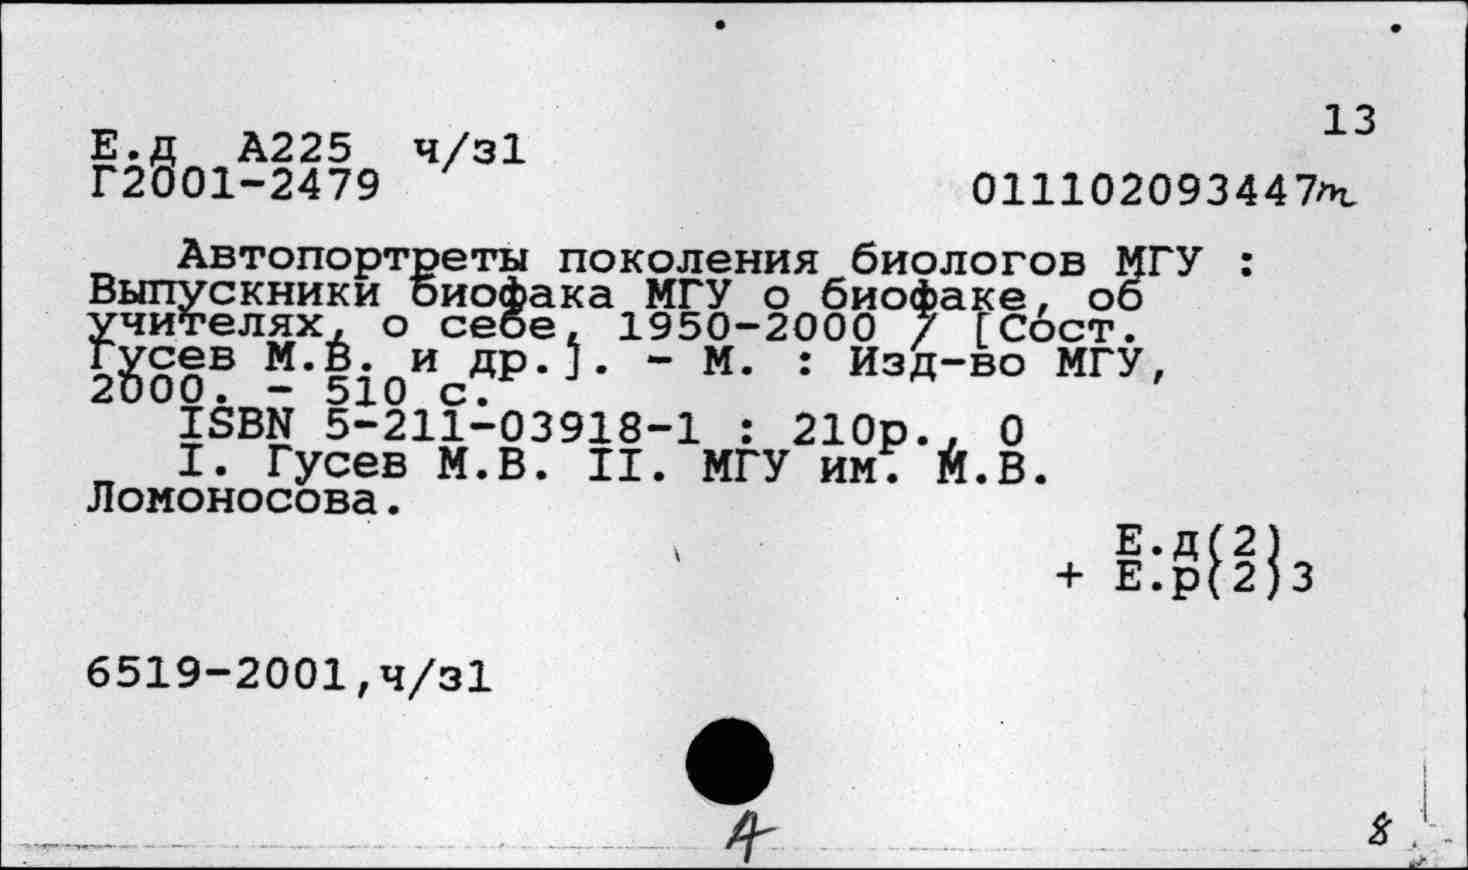 13
Е.д А225 ч/з1
Г2001-2479
011102093447m
Автопортреты поколения биологов МГУ :
Выпускники биофака МГУ о биофаке, об
учителях, о себе, 1950-2000 / [Сост.
Гусев М.В. и др.]. - М. : Изд-во МГУ,
2000. - 510 с.
ISBN 5-211-03918-1 : 210р., 0
I. Гусев М.В. II. МГУ им. М.В.
Ломоносова.
Е.д(2)
+ Е.р(2)3
6519-2001,ч/з1
А
8